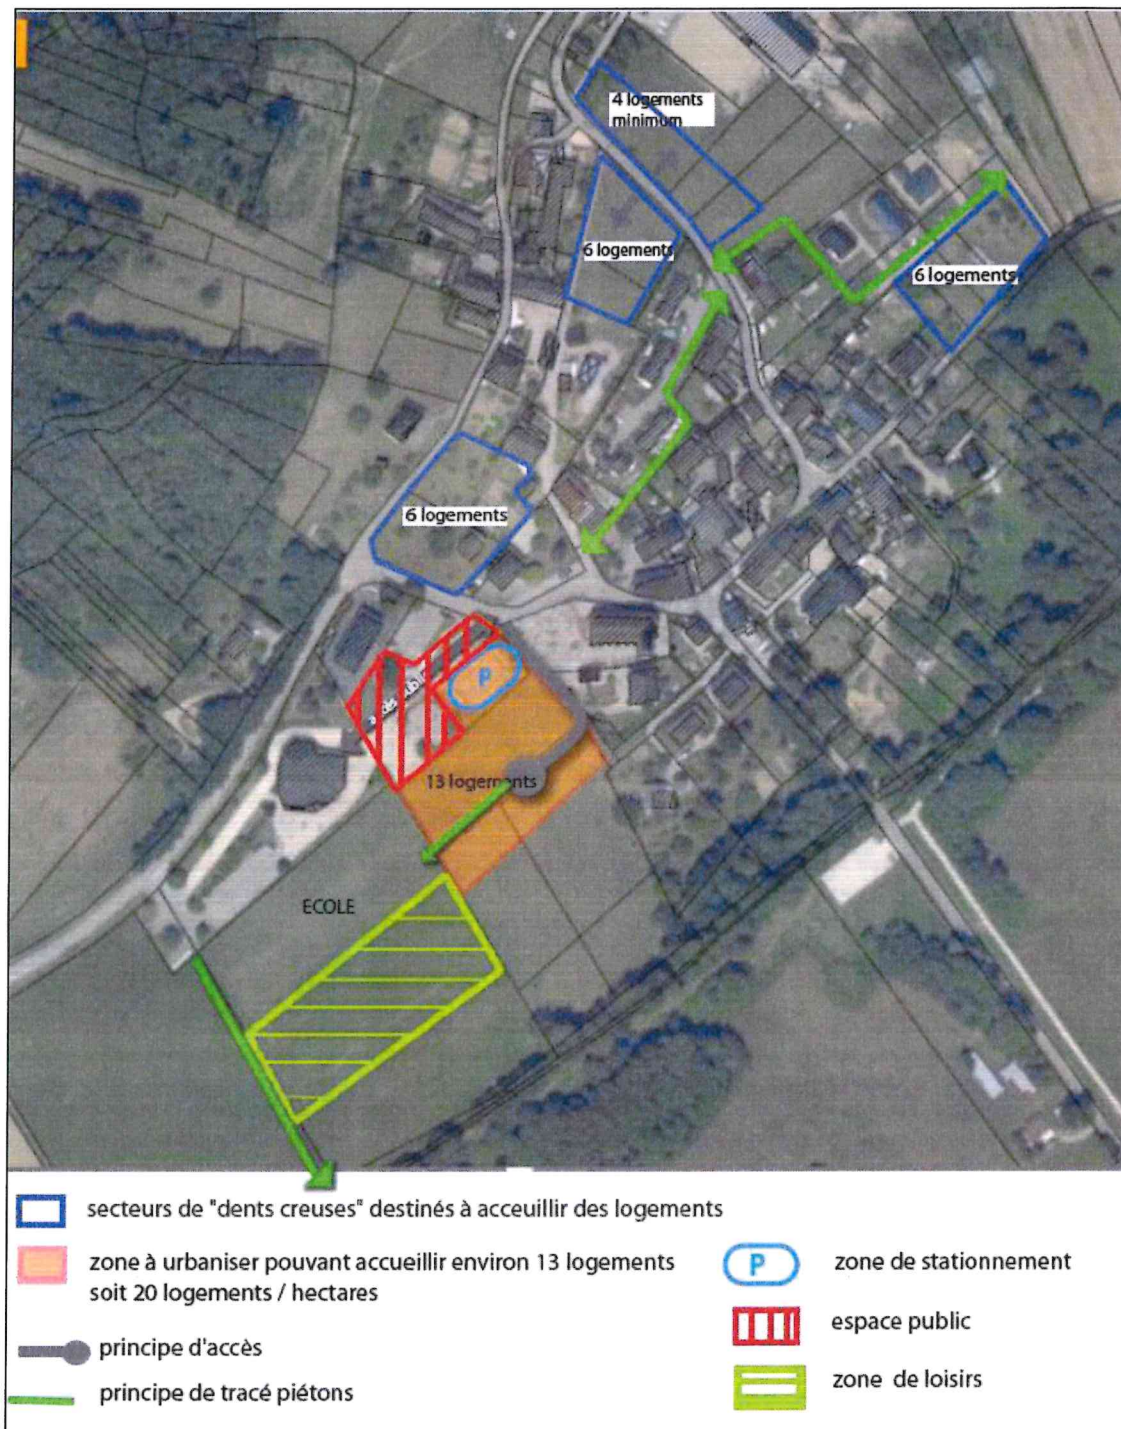 4 logements
minimum
6 logements
6 logements
6 logements
P
13 logements
ECOLE
secteurs de "dents creuses" destinés à acceuillir des logements
zone à urbaniser pouvant accueillir environ 13 logements
soit 20 logements / hectares
principe d'accès
principe de tracé piétons
P
zone de stationnement
espace public
zone de loisirs